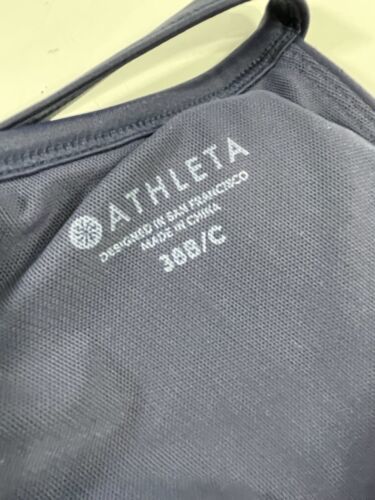 ATHLETA
DESIGNED IN SAN FRANCISCO
MADE IN CHINA
38B/C